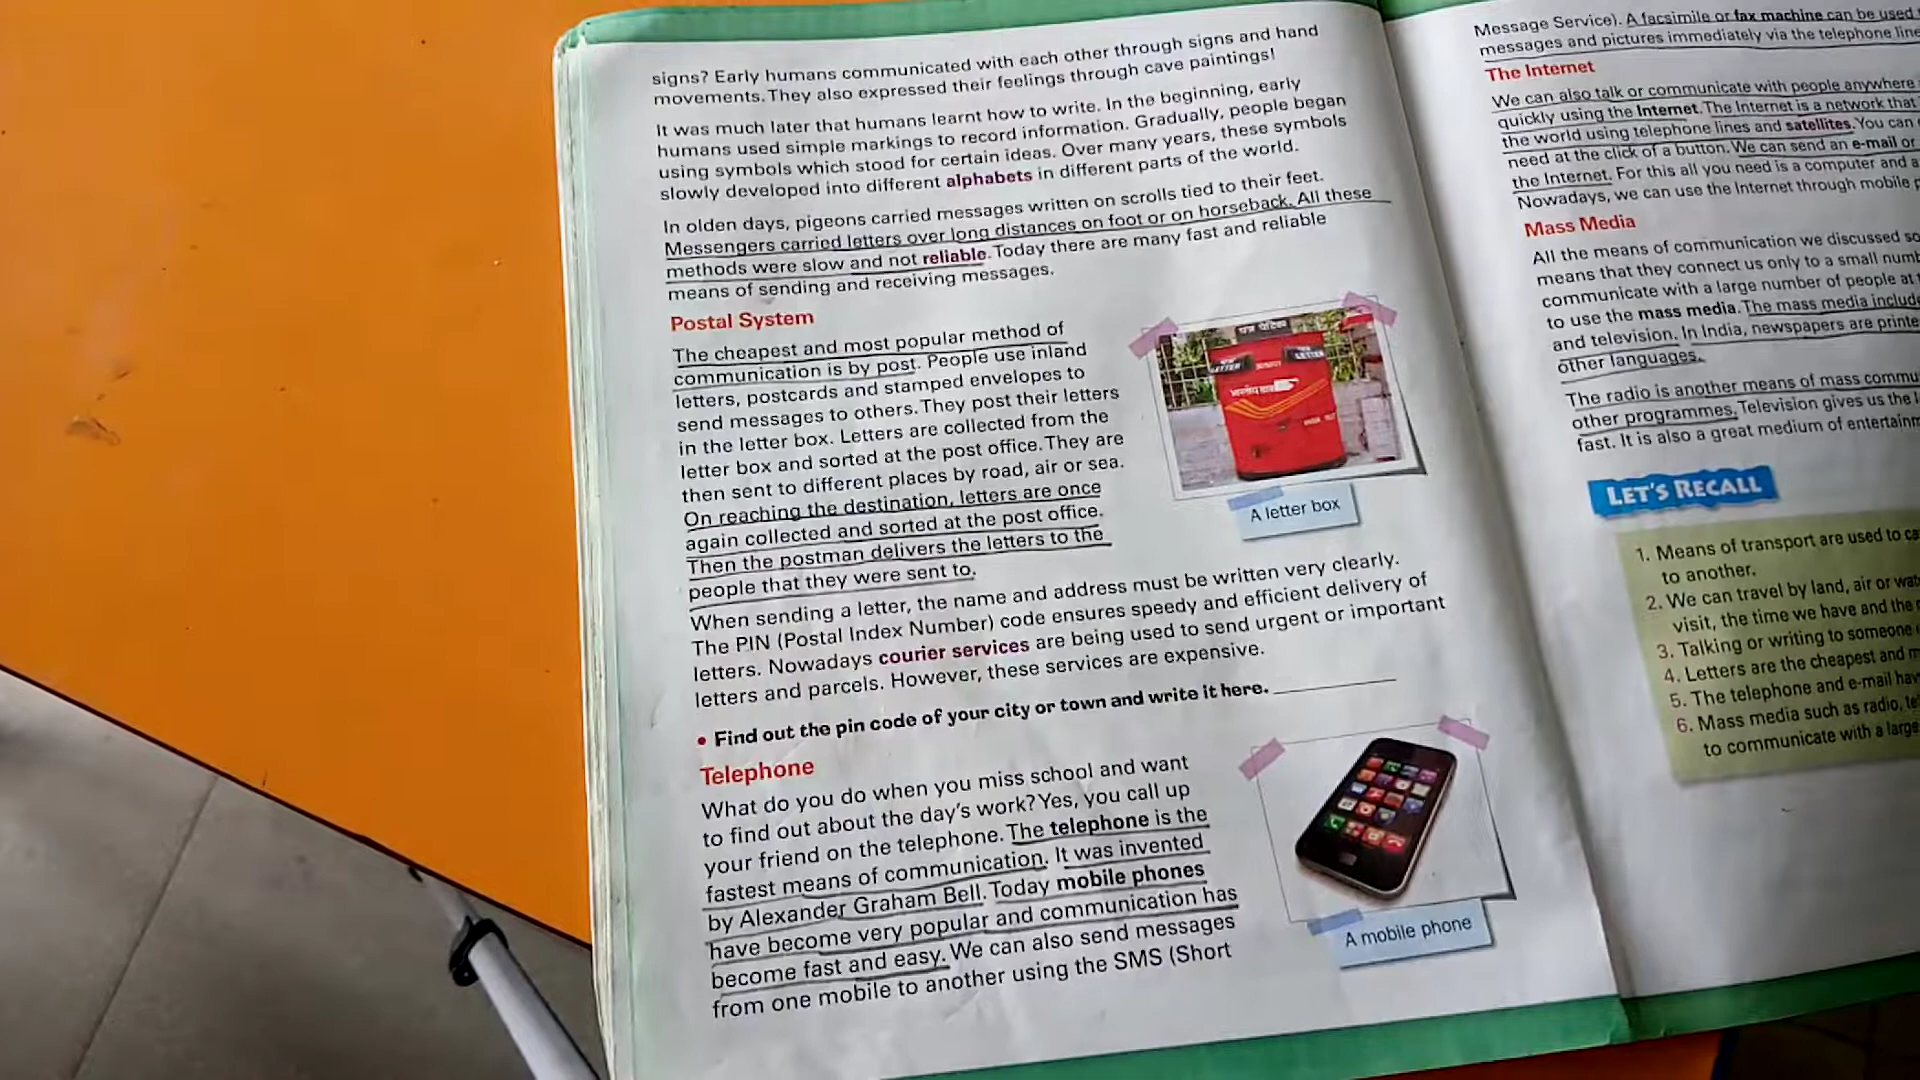 signs? Early humans communicated with each other through signs and hand
movements. They also expressed their feelings through cave paintings!
It was much later that humans learnt how to write. In the beginning, early
humans used simple markings to record information. Gradually, people began
using symbols which stood for certain ideas. Over many years, these symbols
slowly developed into different alphabets in different parts of the world.
In olden days, pigeons carried messages written on scrolls tied to their feet.
Messengers carried letters over long distances on foot or on horseback. All these
methods were slow and not reliable. Today there are many fast and reliable
means of sending and receiving messages.
Postal System
The cheapest and most popular method of
communication is by post. People use inland
letters, postcards and stamped envelopes to
send messages to others. They post their letters
in the letter box. Letters are collected from the
letter box and sorted at the post office. They are
then sent to different places by road, air or sea.
On reaching the destination, letters are once
again collected and sorted at the post office.
Then the postman delivers the letters to the
people that they were sent to.
LETTER
LETTER
A letter box
When sending a letter, the name and address must be written very clearly.
The PIN (Postal Index Number) code ensures speedy and efficient delivery of
letters. Nowadays courier services are being used to send urgent or important
letters and parcels. However, these services are expensive.
• Find out the pin code of your city or town and write it here.
Telephone
What do you do when you miss school and want
to find out about the day's work? Yes, you call up
your friend on the telephone. The telephone is the
fastest means of communication. It was invented
by Alexander Graham Bell. Today mobile phones
have become very popular and communication has
become fast and easy. We can also send messages
from one mobile to another using the SMS (Short
A mobile phone
Message Service). A facsimile or fax machine can be used
messages and pictures immediately via the telephone line
The Internet
We can also talk or communicate with people anywhere
quickly using the Internet. The Internet is a network that
the world using telephone lines and satellites. You can
need at the click of a button. We can send an e-mail or
the Internet. For this all you need is a computer and a
Nowadays, we can use the Internet through mobile
Mass Media
All the means of communication we discussed so
means that they connect us only to a small
communicate with a large number of people at
to use the mass media. The mass media include
and television. In India, newspapers are printe
other languages.
The radio is another means of mass commu
other programmes. Television gives us the
fast. It is also a great medium of
LET'S RECALL
1. Means of transport are used to
to another.
2. We can travel by land, air or
visit, the time we have and the
3. Talking or writing to someone
4. Letters are the cheapest and
5. The telephone and e-mail
6. Mass media such as radio,
to communicate with a large